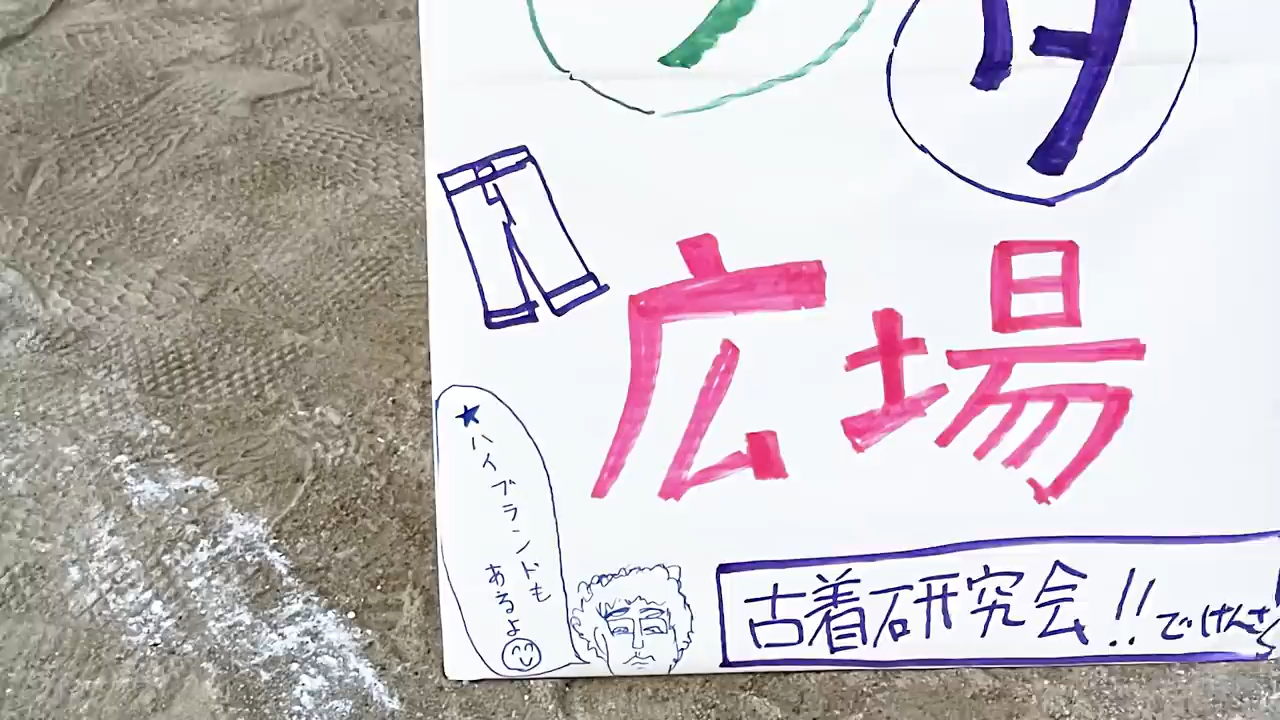 広場
★ハイブランドも
あるよ
古着研究会!!でけんさく